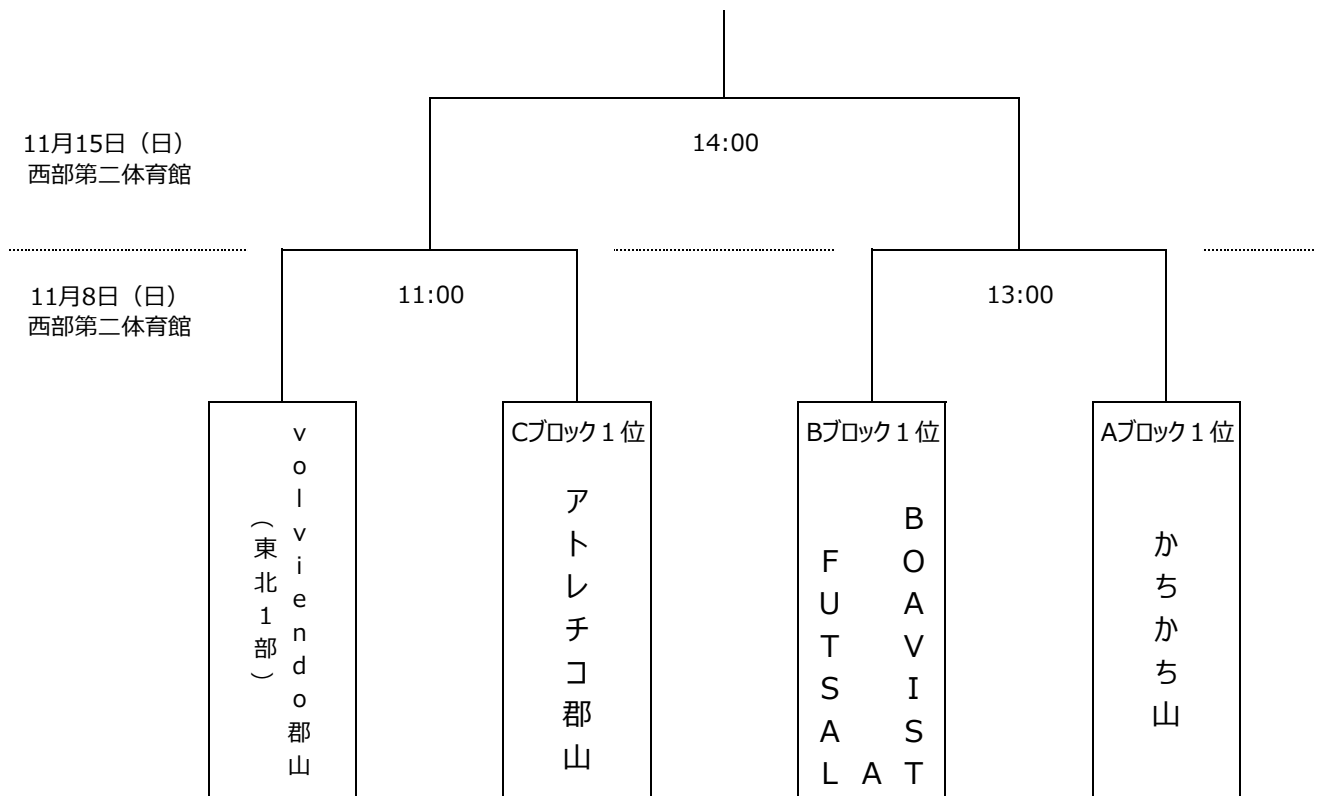 11月15日（日）
西部第二体育館
14:00
11月8日（日）
西部第二体育館
11:00
13:00
volviendo郡山
（東北1部）
Cブロック1位
アトレチコ郡山
Bブロック1位
BOAVIST
A
FUTSAL
Aブロック1位
かちかち山